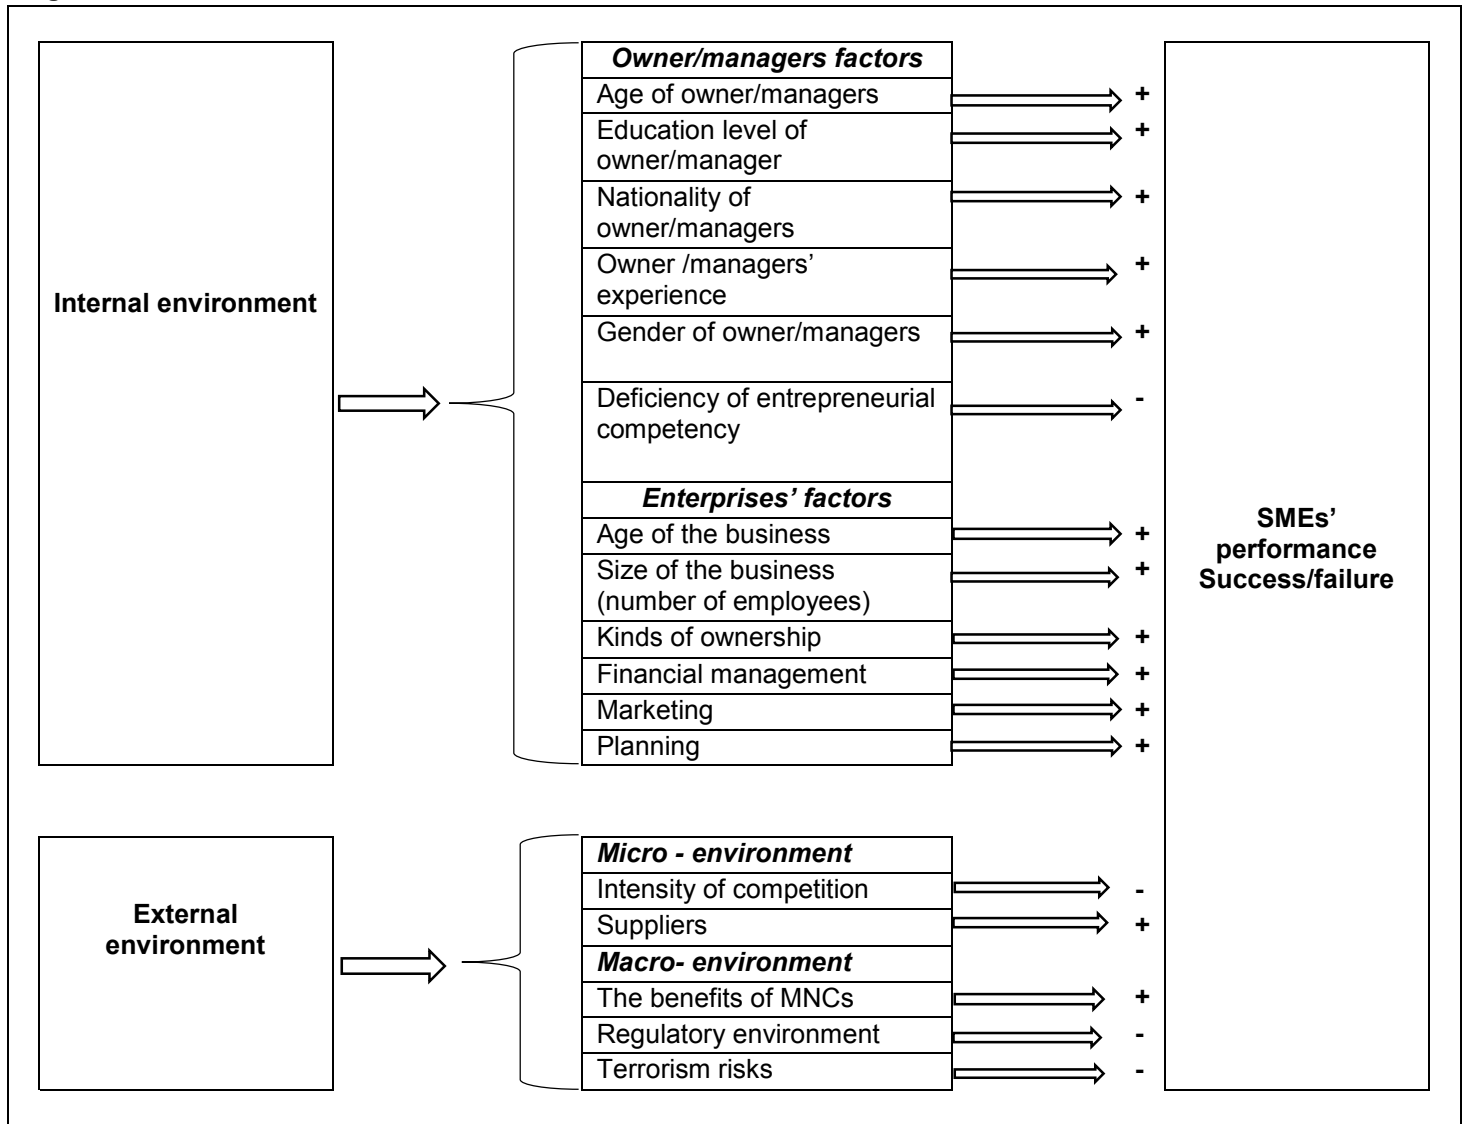 Internal environment
Owner/managers factors
Age of owner/managers
+
Education level of
owner/manager
+
Nationality of
owner/managers
+
Owner /managers’
experience
+
Gender of owner/managers
+
Deficiency of entrepreneurial
competency
-
Enterprises’ factors
Age of the business
+
Size of the business
(number of employees)
+
Kinds of ownership
+
Financial management
+
Marketing
+
Planning
+
External
environment
Micro - environment
Intensity of competition
-
Suppliers
+
Macro- environment
The benefits of MNCs
+
Regulatory environment
-
Terrorism risks
-
SMEs’
performance
Success/failure